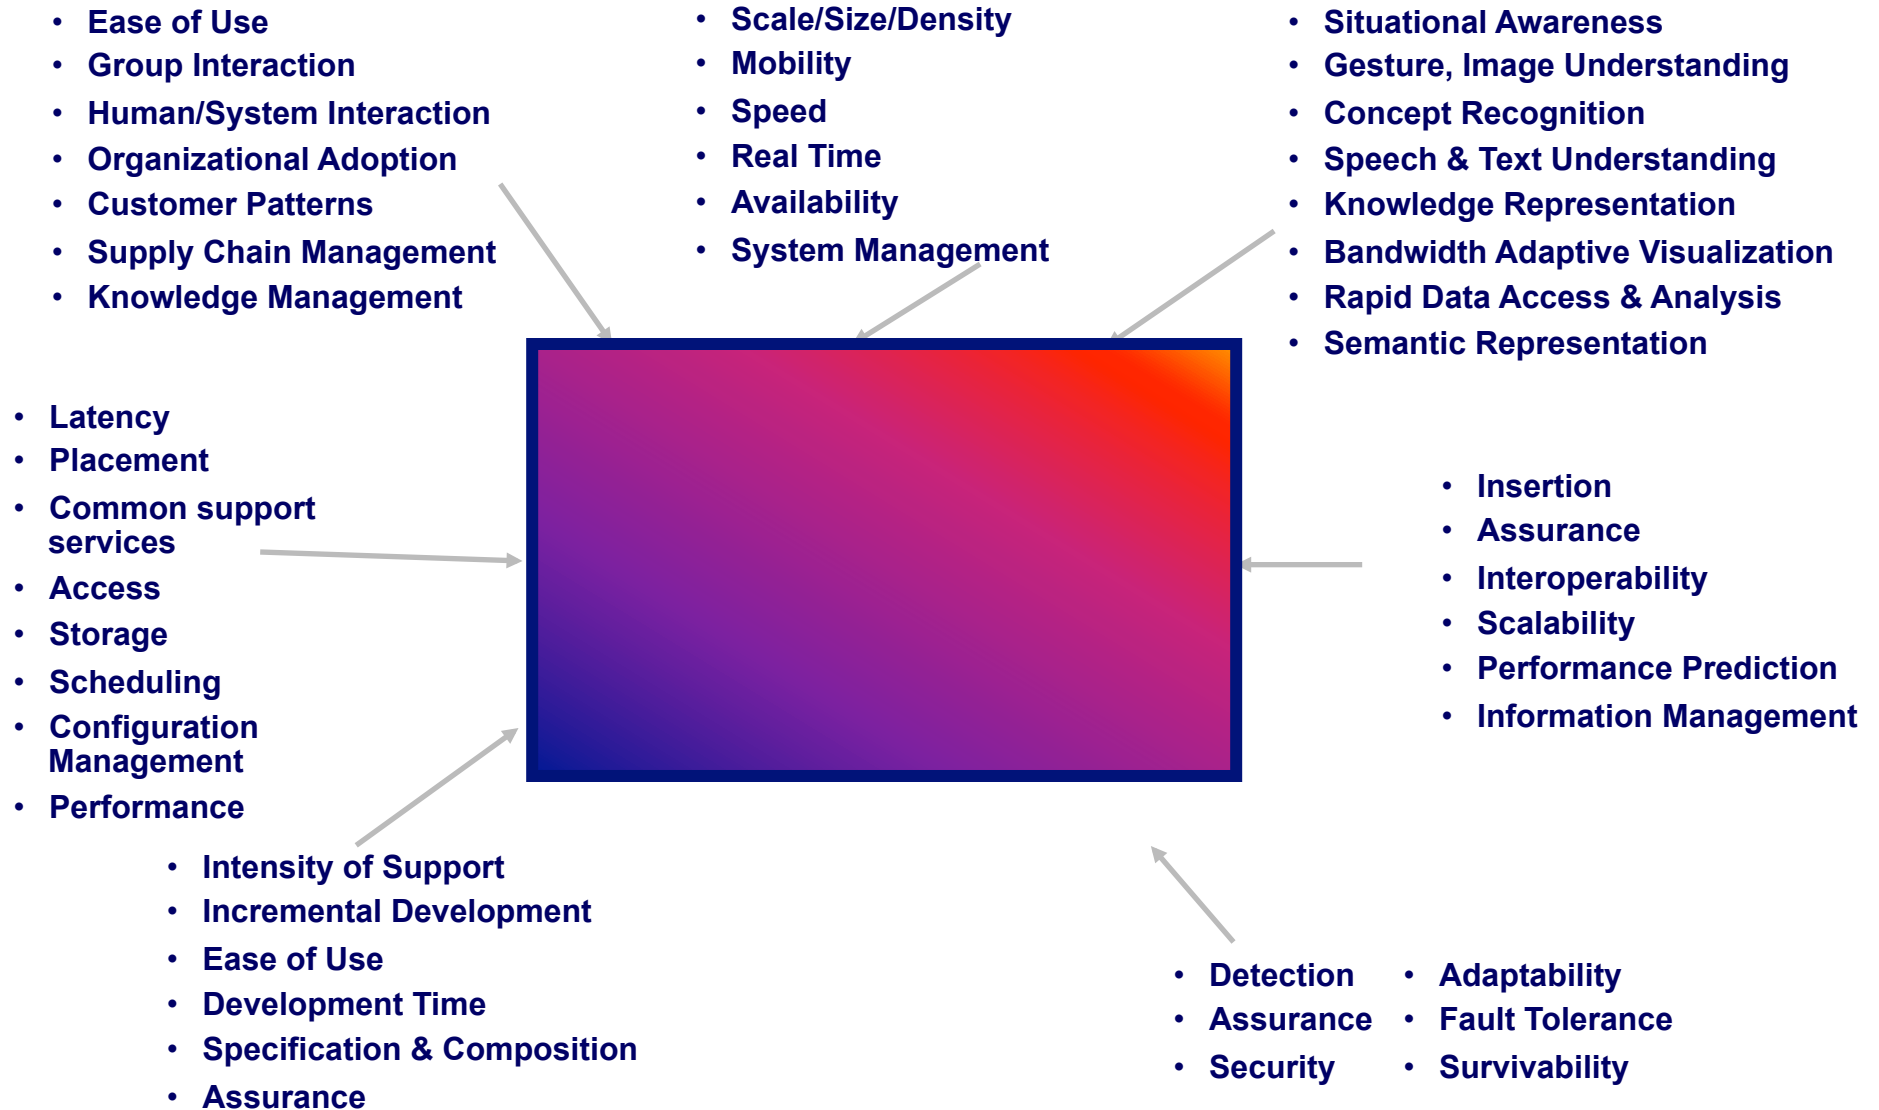 • Ease of Use
• Group Interaction
• Human/System Interaction
• Organizational Adoption
• Customer Patterns
• Supply Chain Management
• Knowledge Management
• Scale/Size/Density
• Mobility
• Speed
• Real Time
• Availability
• System Management
• Situational Awareness
• Gesture, Image Understanding
• Concept Recognition
• Speech & Text Understanding
• Knowledge Representation
• Bandwidth Adaptive Visualization
• Rapid Data Access & Analysis
• Semantic Representation
• Latency
• Placement
• Common support
services
• Access
• Storage
• Scheduling
• Configuration
Management
• Performance
• Insertion
• Assurance
• Interoperability
• Scalability
• Performance Prediction
• Information Management
• Intensity of Support
• Incremental Development
• Ease of Use
• Development Time
• Specification & Composition
• Assurance
• Detection
• Assurance
• Security
• Adaptability
• Fault Tolerance
• Survivability